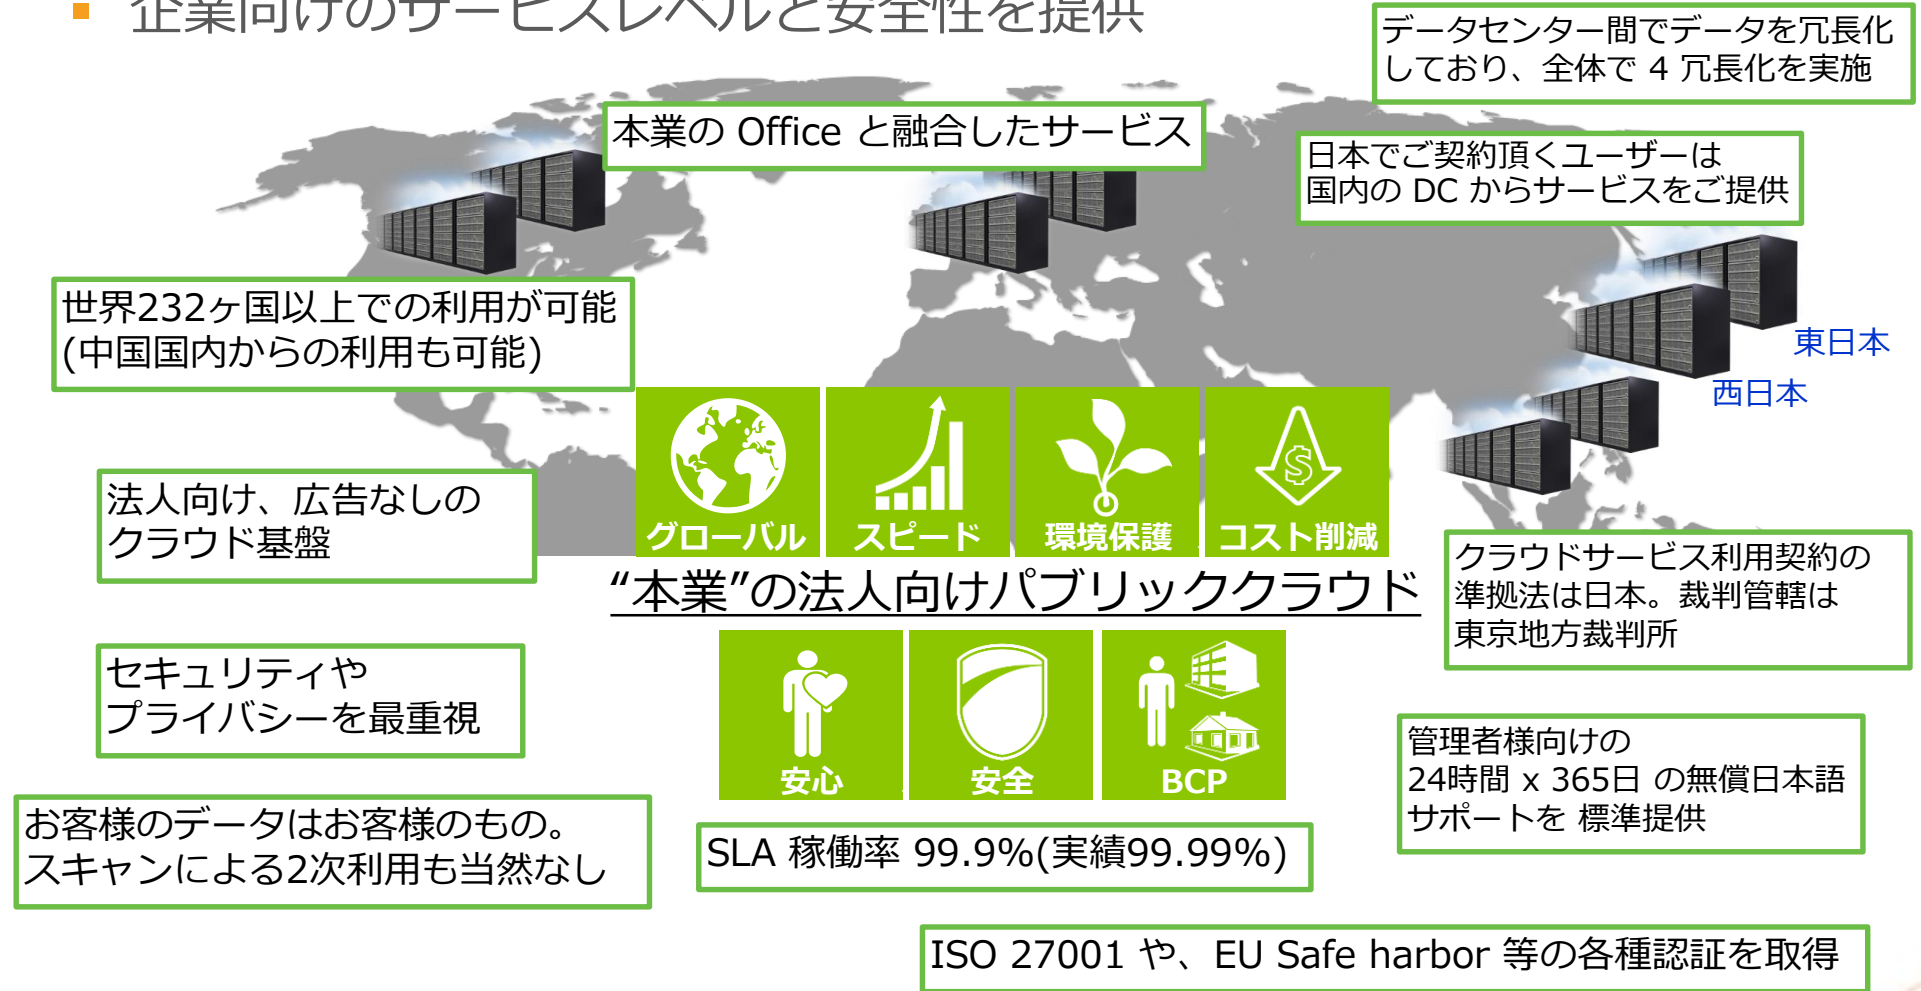 ▪ 企業向けのサービスレベルと安全性を提供
データセンター間でデータを冗長化
しており、全体で 4 冗長化を実施
本業の Office と融合したサービス
日本でご契約頂くユーザーは
国内の DC からサービスをご提供
世界232ヶ国以上での利用が可能
(中国国内からの利用も可能)
東日本
西日本
法人向け、広告なしの
クラウド基盤
グローバル
スピード
環境保護
コスト削減
“本業”の法人向けパブリッククラウド
クラウドサービス利用契約の
準拠法は日本。裁判管轄は
東京地方裁判所
セキュリティや
プライバシーを最重視
安心
安全
BCP
管理者様向けの
24時間 x 365日 の無償日本語
サポートを 標準提供
お客様のデータはお客様のもの。
スキャンによる2次利用も当然なし
SLA 稼働率 99.9%(実績99.99%)
ISO 27001 や、EU Safe harbor 等の各種認証を取得